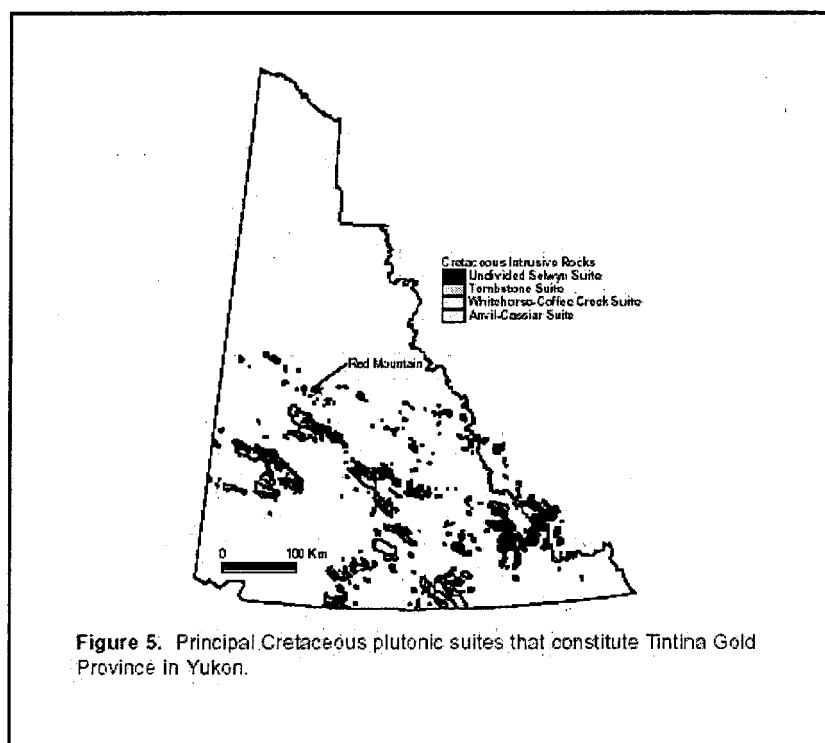 Cretaceous Intrusive Rocks
Undivided Selwyn Suite
Tombstone Suite
Whitehorse-Coffee Creek Suite
Anvil-Cassiar Suite
Red Mountain
0 100 Km
Figure 5. Principal Cretaceous plutonic suites that constitute Tintina Gold
Province in Yukon.